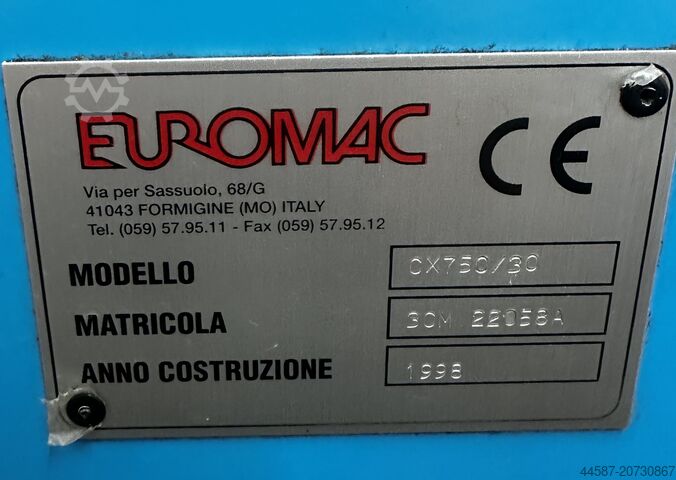 EUROMAC
CE
Via per Sassuolo, 68/G
41043 FORMIGINE (MO) ITALY
Tel. (059) 57.95.11 - Fax (059) 57.95.12
MODELLO CX750/30
MATRICOLA 30M 22058A
ANNO COSTRUZIONE 1998
44587-20730867